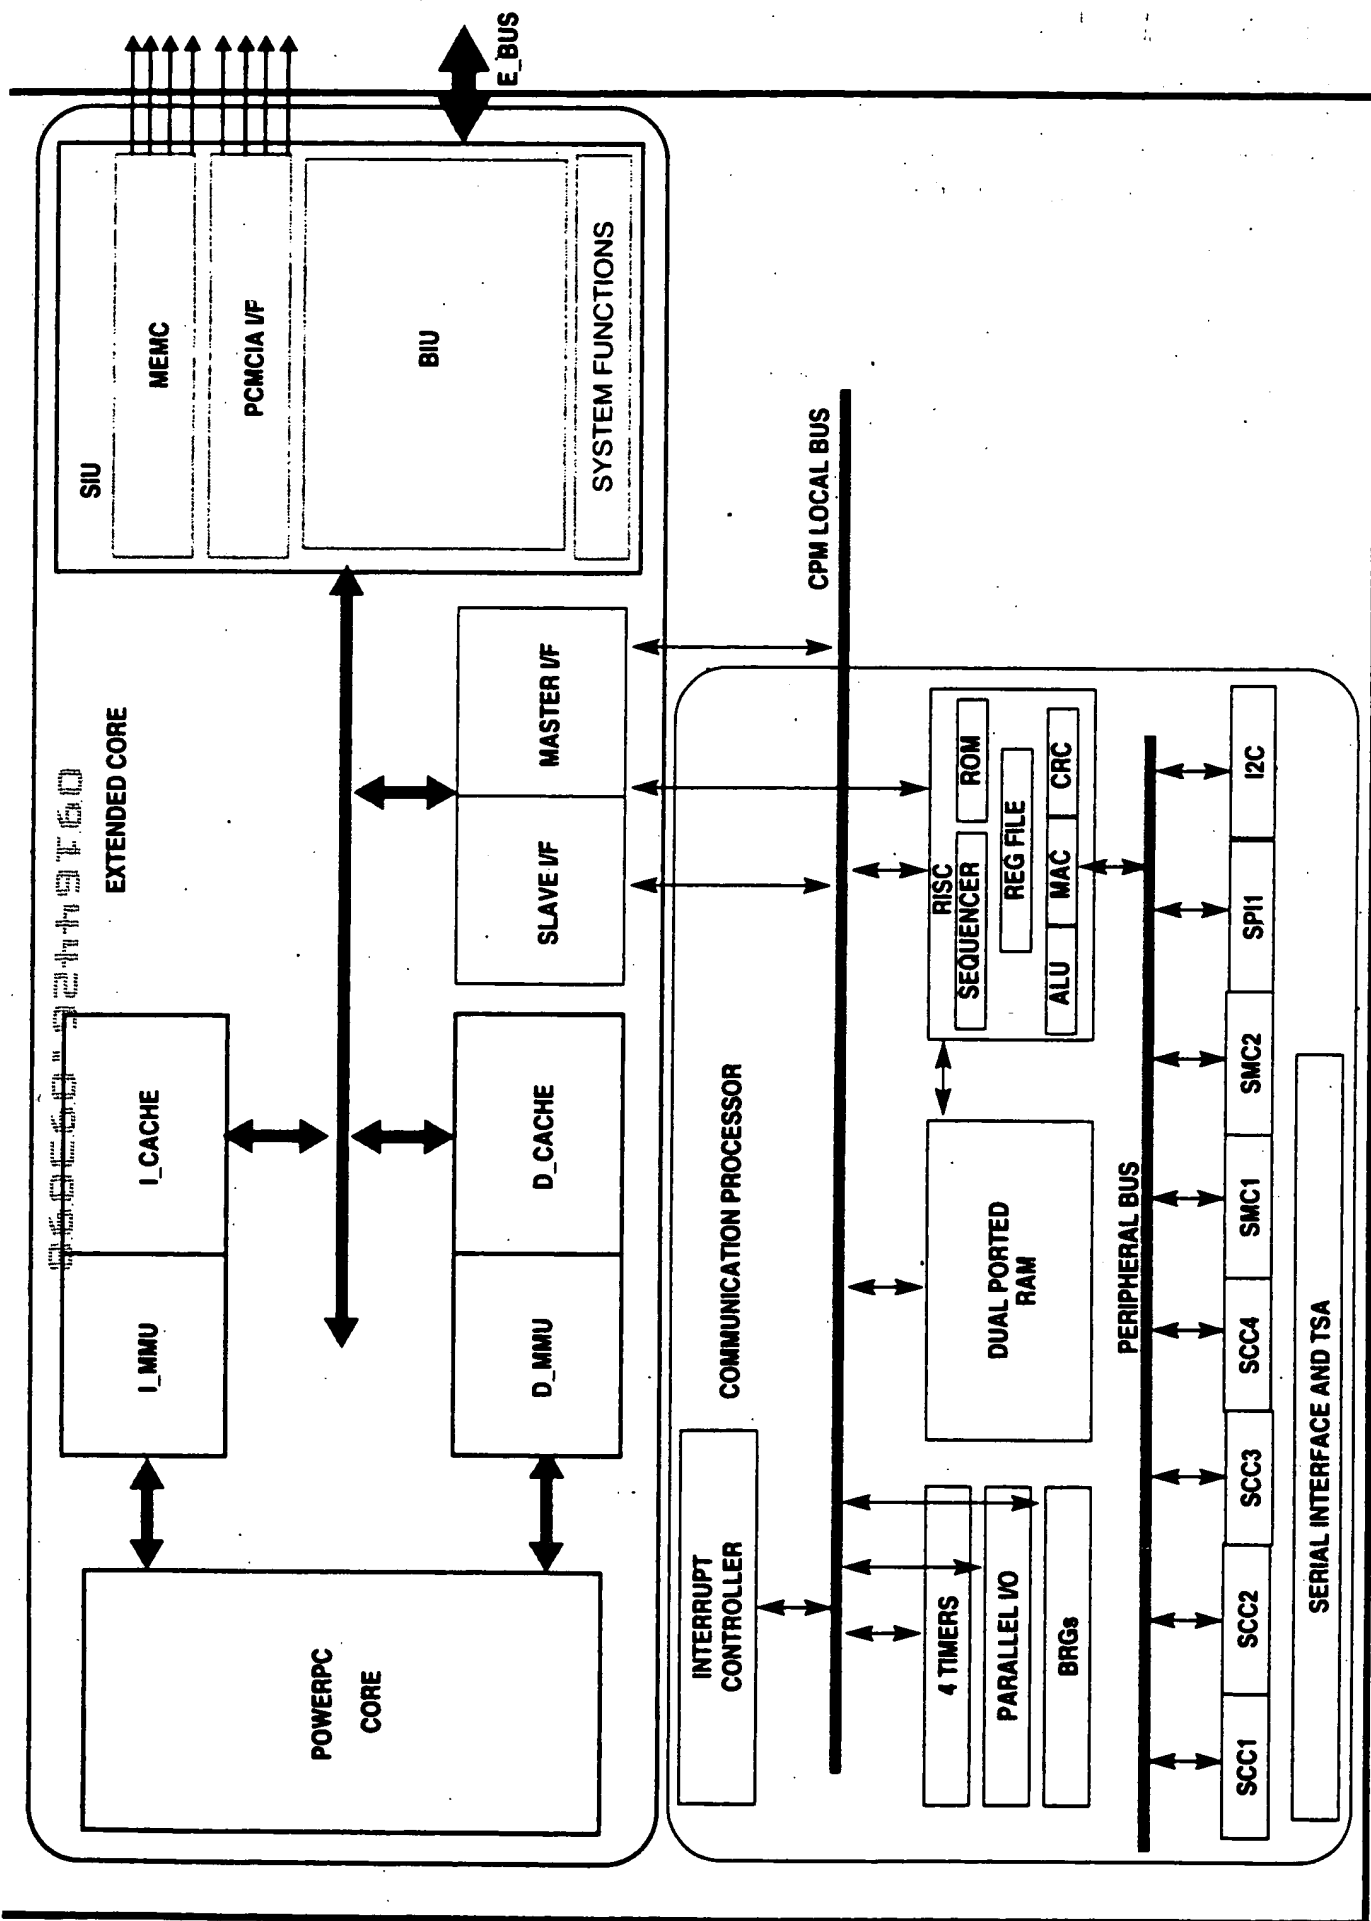 EXTENDED CORE
POWERPC
CORE
I_MMU
I_CACHE
D_MMU
D_CACHE
SLAVE I/F
MASTER I/F
SIU
MEMC
PCMCIA I/F
BIU
SYSTEM FUNCTIONS
E_BUS
COMMUNICATION PROCESSOR
CPM LOCAL BUS
INTERRUPT
CONTROLLER
4 TIMERS
PARALLEL I/O
BRGs
DUAL PORTED
RAM
RISC
SEQUENCER
ROM
REG FILE
ALU
MAC
CRC
PERIPHERAL BUS
SCC1
SCC2
SCC3
SCC4
SMC1
SMC2
SPI1
I2C
SERIAL INTERFACE AND TSA